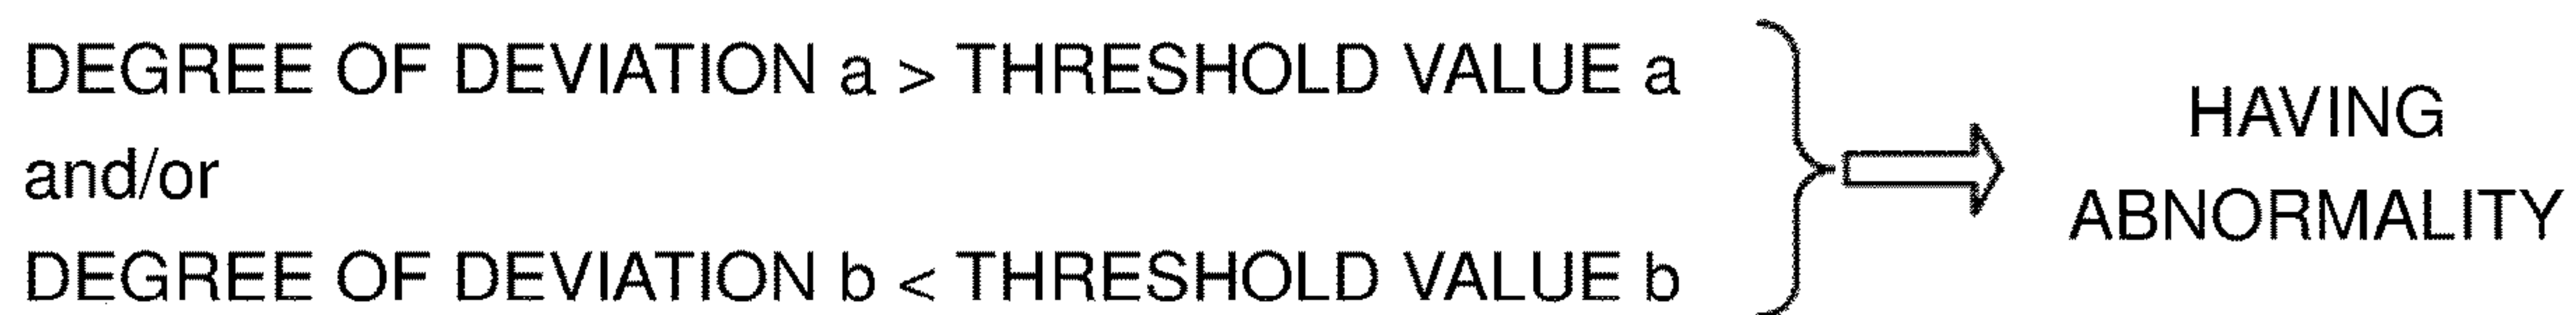 DEGREE OF DEVIATION a > THRESHOLD VALUE a
and/or
DEGREE OF DEVIATION b < THRESHOLD VALUE b
HAVING
ABNORMALITY